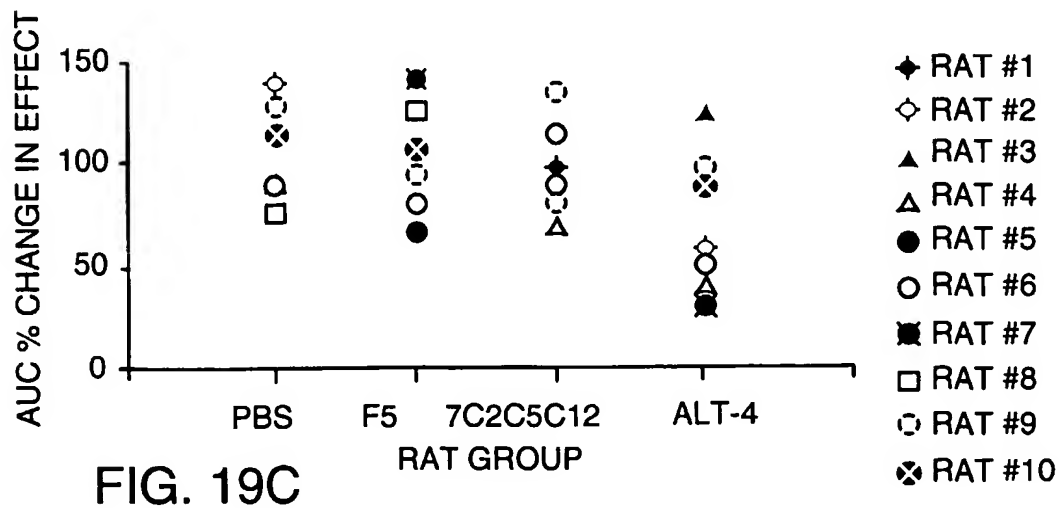 AUC % CHANGE IN EFFECT
150
100
50
0
PBS
F5
7C2C5C12
ALT-4
RAT GROUP
RAT #1
RAT #2
RAT #3
RAT #4
RAT #5
RAT #6
RAT #7
RAT #8
RAT #9
RAT #10
FIG. 19C